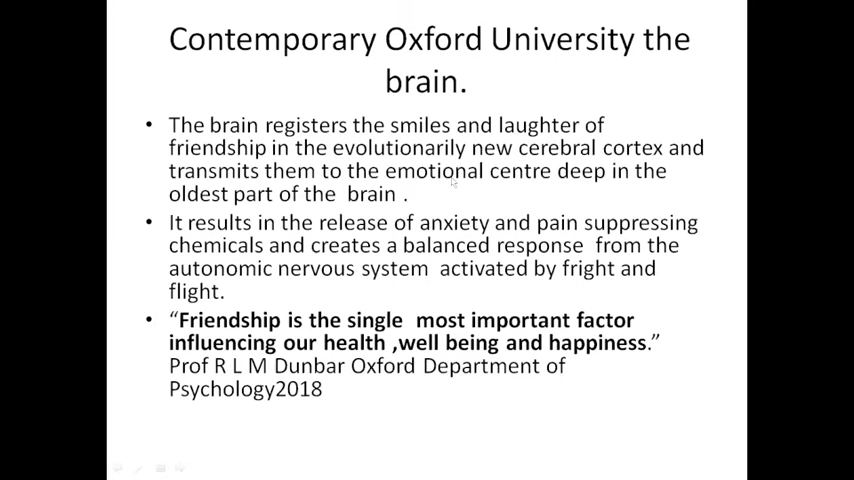 Contemporary Oxford University the
brain.
• The brain registers the smiles and laughter of
friendship in the evolutionarily new cerebral cortex and
transmits them to the emotional centre deep in the
oldest part of the  brain .
• It results in the release of anxiety and pain suppressing
chemicals and creates a balanced response  from the
autonomic nervous system  activated by fright and
flight.
• “Friendship is the single  most important factor
influencing our health ,well being and happiness.”
Prof R L M Dunbar Oxford Department of
Psychology2018